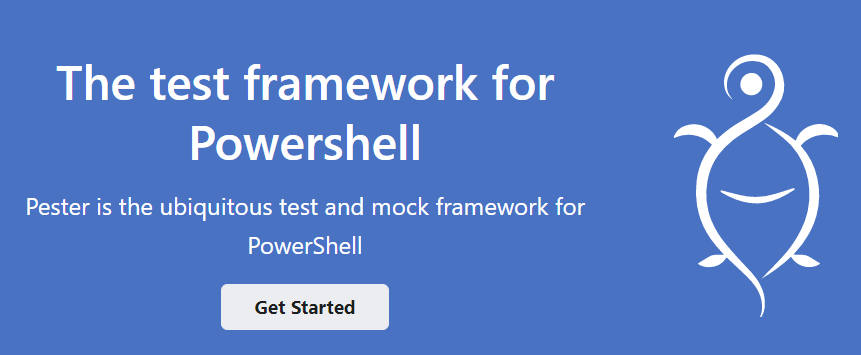 The test framework for
Powershell
Pester is the ubiquitous test and mock framework for
PowerShell
Get Started